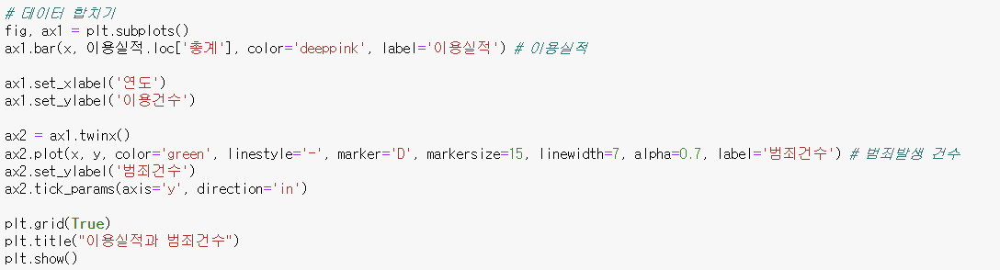 # 데이터 합치기
fig, ax1 = plt.subplots()
ax1.bar(x, 이용실적.loc['총계'], color='deeppink', label='이용실적') # 이용실적
ax1.set_xlabel('연도')
ax1.set_ylabel('이용건수')
ax2 = ax1.twinx()
ax2.plot(x, y, color='green', linestyle='-', marker='D', markersize=15, linewidth=7, alpha=0.7, label='범죄건수') # 범죄발생 건수
ax2.set_ylabel('범죄건수')
ax2.tick_params(axis='y', direction='in')
plt.grid(True)
plt.title("이용실적과 범죄건수")
plt.show()